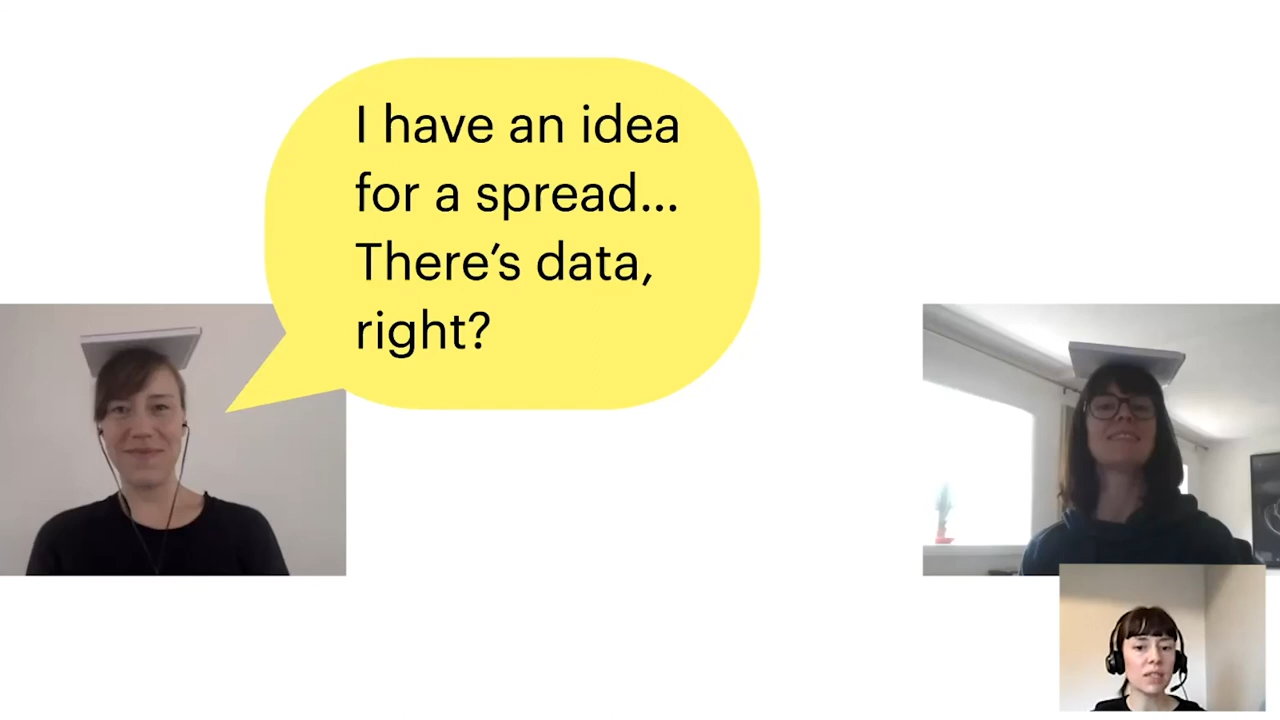 I have an idea
for a spread...
There’s data,
right?